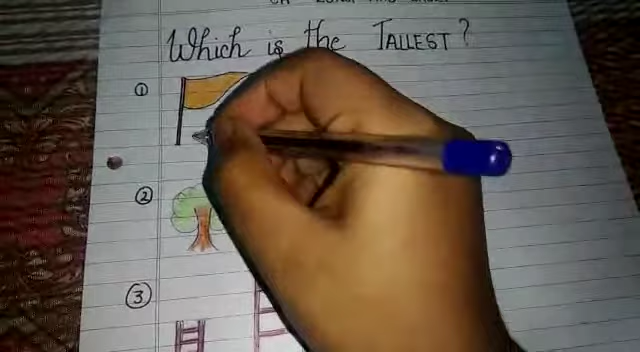 Which is the TALLEST?
①
②
③